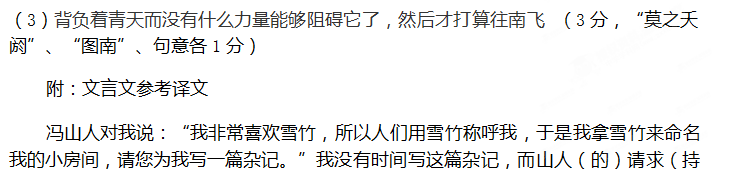 （3）背负着青天而没有什么力量能够阻碍它了，然后才打算往南飞 （3分，“莫之夭
阏”、“图南”、句意各1分）
附：文言文参考译文
冯山人对我说：“我非常喜欢雪竹，所以人们用雪竹称呼我，于是我拿雪竹来命名
我的小房间，请您为我写一篇杂记。”我没有时间写这篇杂记，而山人（的）请求（持